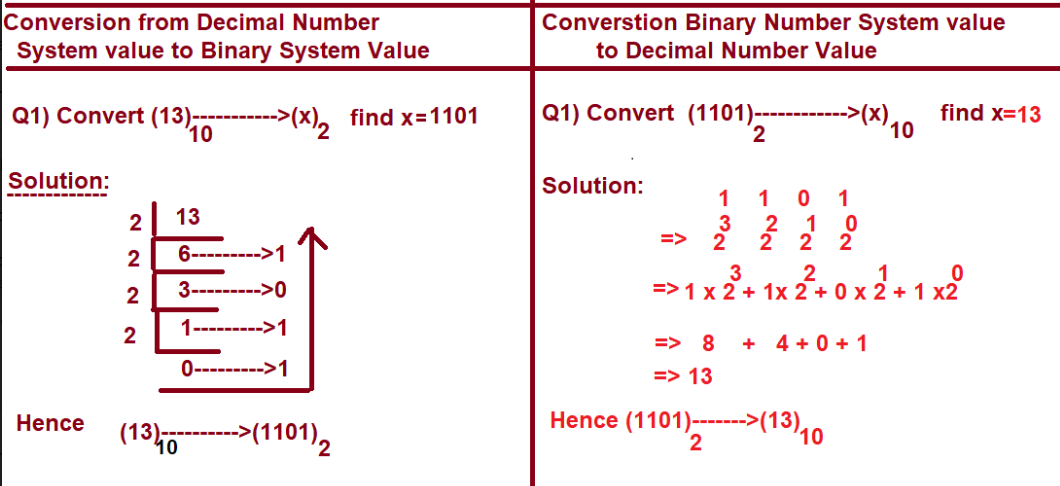 Conversion from Decimal Number
System value to Binary System Value
Q1) Convert (13)----------->(x) find x=1101
10 2
Solution:
2 13
2 6--------->1
2 3--------->0
2 1--------->1
0--------->1
Hence (13)---------->(1101)
10 2
Converstion Binary Number System value
to Decimal Number Value
Q1) Convert (1101)------------>(x) find x=13
2 10
Solution:
1 1 0 1
3 2 1 0
=> 2 2 2 2
3 2 1 0
=> 1 x 2 + 1x 2 + 0 x 2 + 1 x2
=> 8 + 4 + 0 + 1
=> 13
Hence (1101)------->(13)
2 10